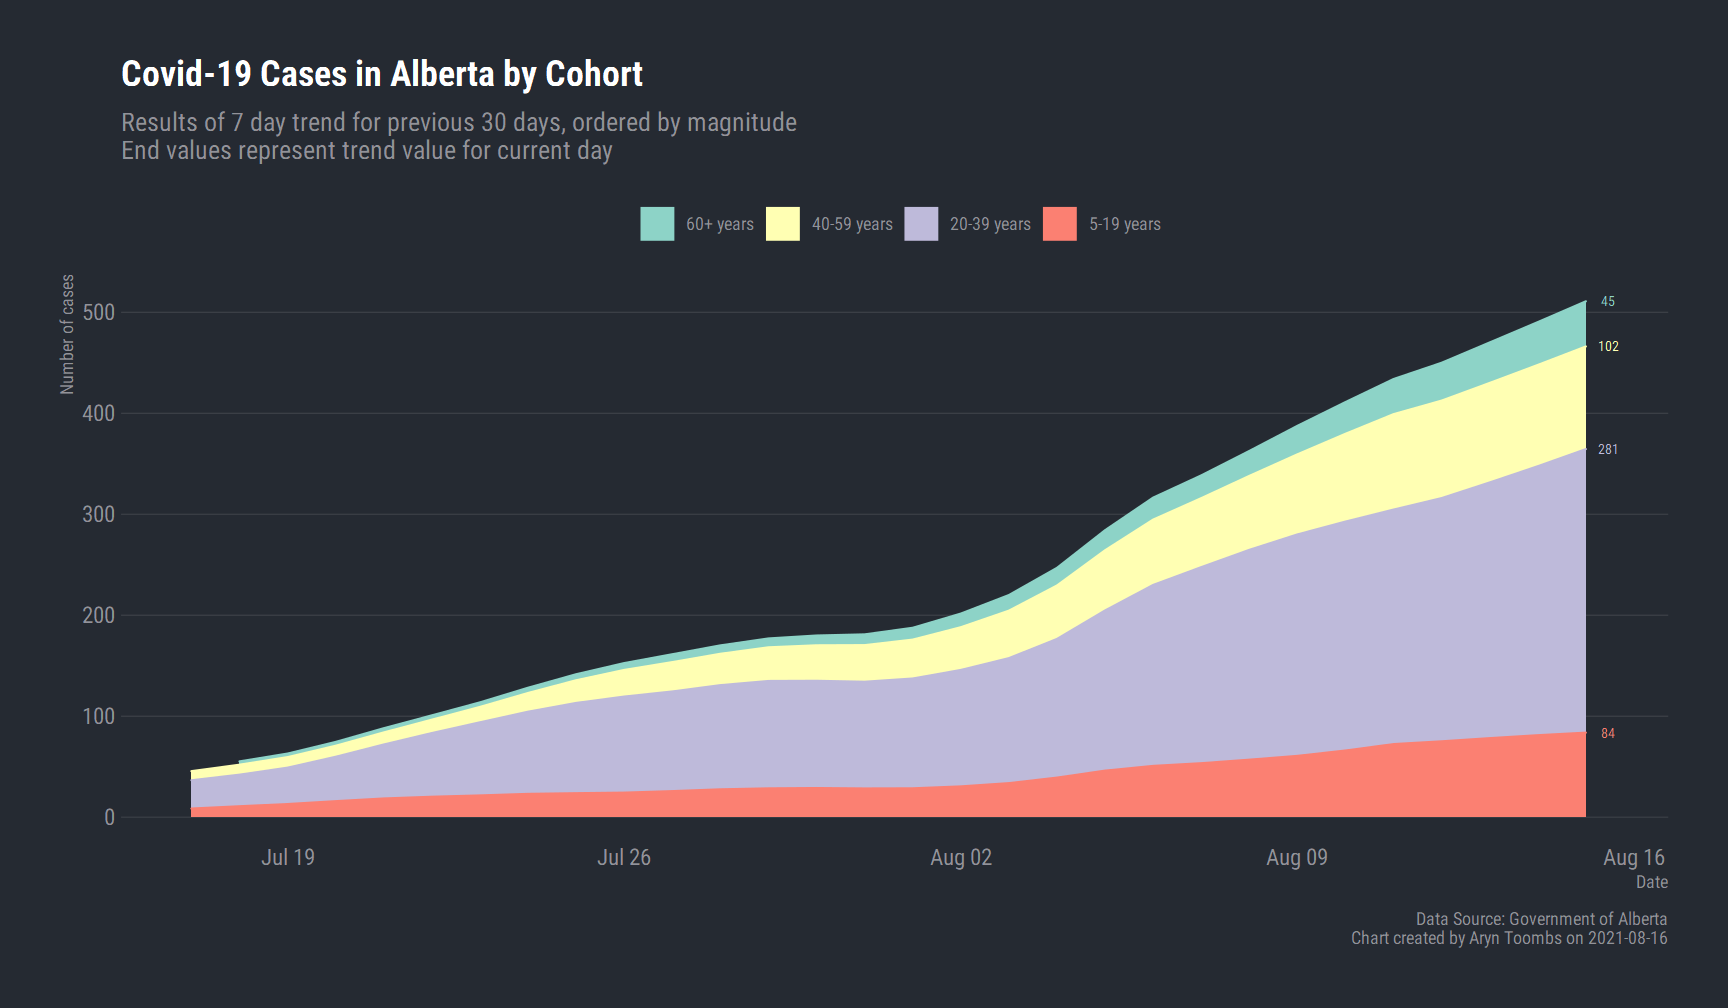 Covid-19 Cases in Alberta by Cohort
Results of 7 day trend for previous 30 days, ordered by magnitude
End values represent trend value for current day
60+ years 40-59 years 20-39 years 5-19 years
Number of cases
500
400
300
200
100
0
45
102
281
84
Jul 19 Jul 26 Aug 02 Aug 09 Aug 16
Date
Data Source: Government of Alberta
Chart created by Aryn Toombs on 2021-08-16